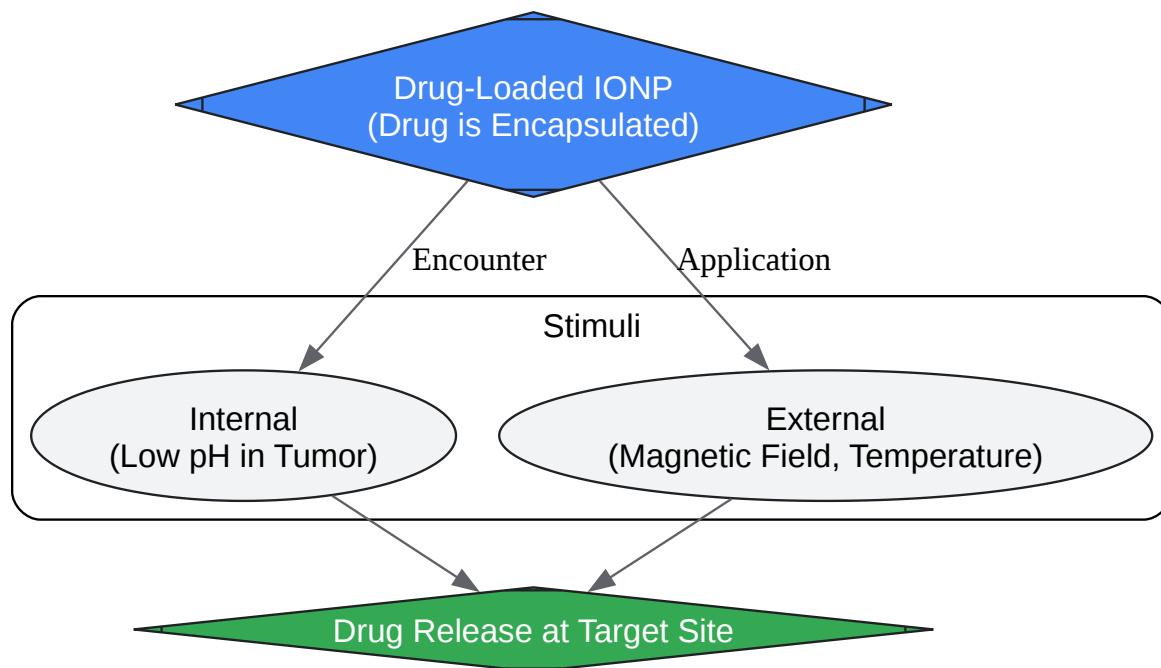 Drug-Loaded IONP
(Drug is Encapsulated)
Encounter
Application
Stimuli
Internal
(Low pH in Tumor)
External
(Magnetic Field, Temperature)
Drug Release at Target Site